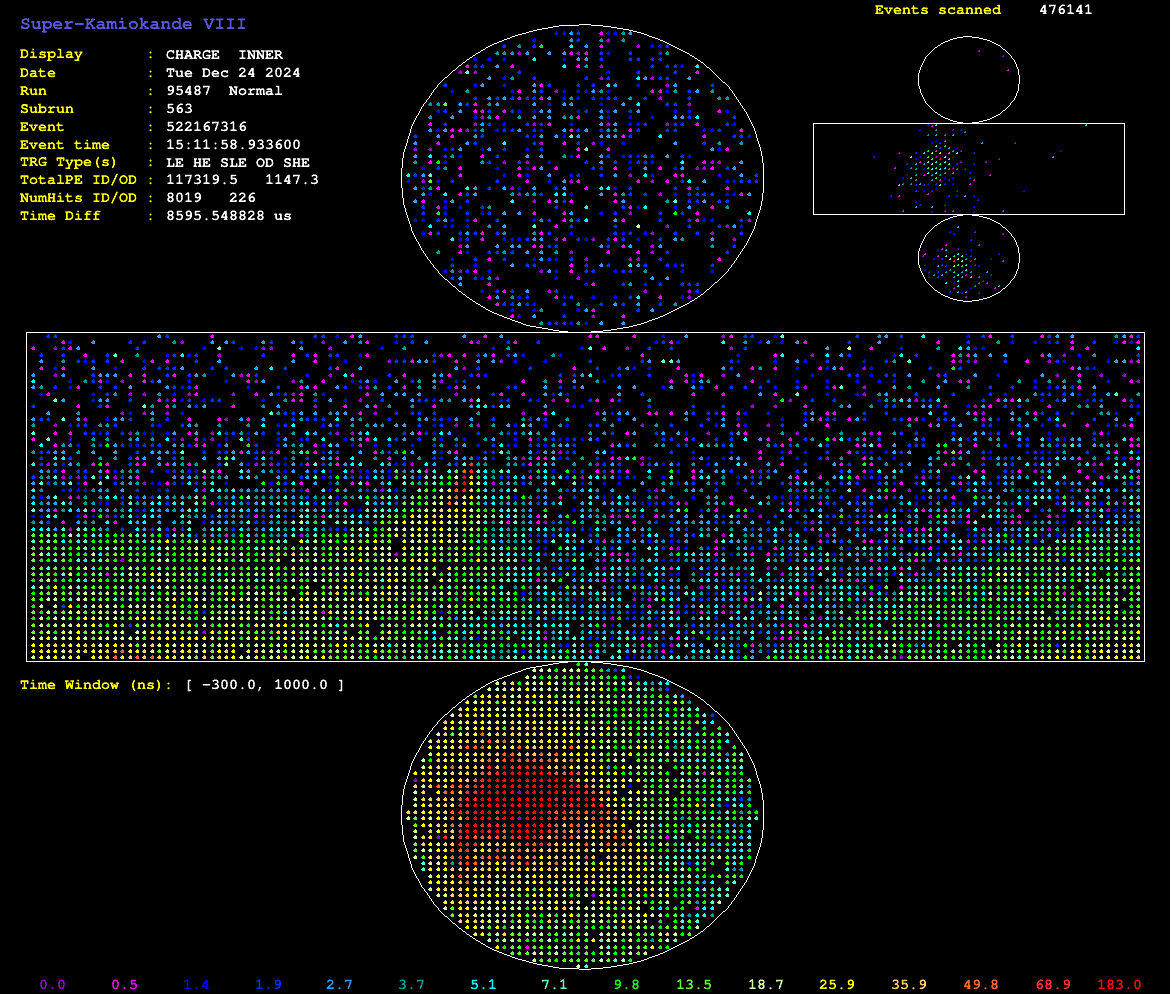 Super-Kamiokande VIII
Display : CHARGE INNER
Date : Tue Dec 24 2024
Run : 95487 Normal
Subrun : 563
Event : 522167316
Event time : 15:11:58.933600
TRG Type(s) : LE HE SLE OD SHE
TotalPE ID/OD : 117319.5 1147.3
NumHits ID/OD : 8019 226
Time Diff : 8595.548828 us
Events scanned 476141
Time Window (ns): [ −300.0, 1000.0 ]
0.0 0.5 1.4 1.9 2.7 3.7 5.1 7.1 9.8 13.5 18.7 25.9 35.9 49.8 68.9 183.0